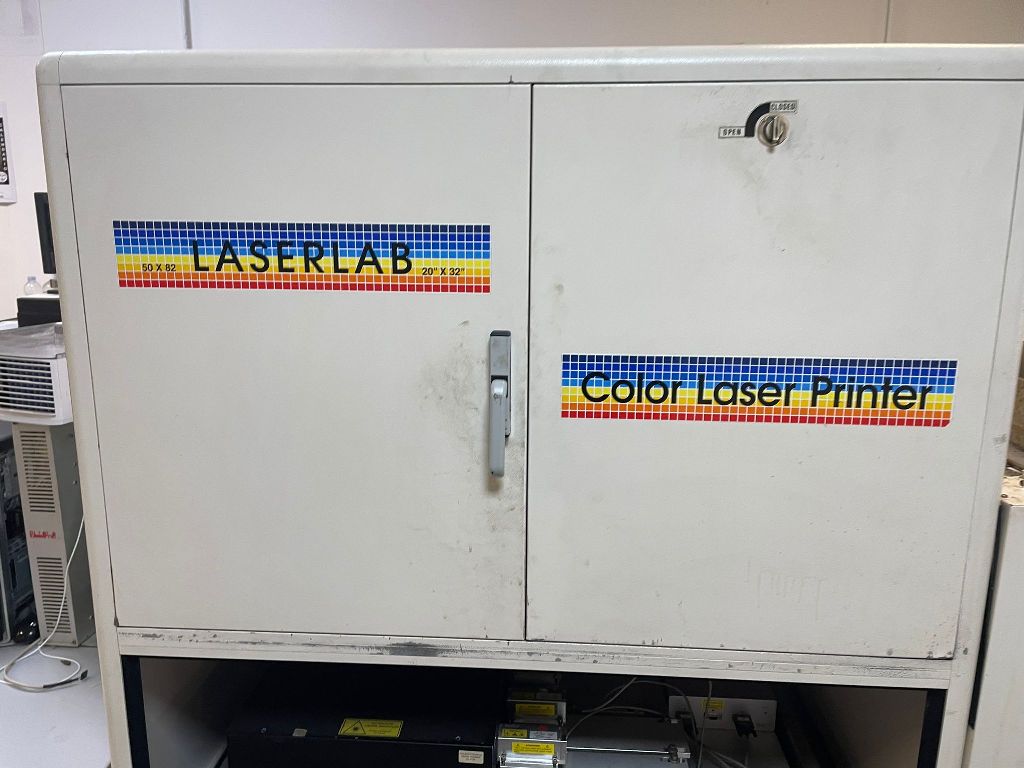 CLOSED
OPEN
LASERLAB
50 X 82
20" X 32"
Color Laser Printer